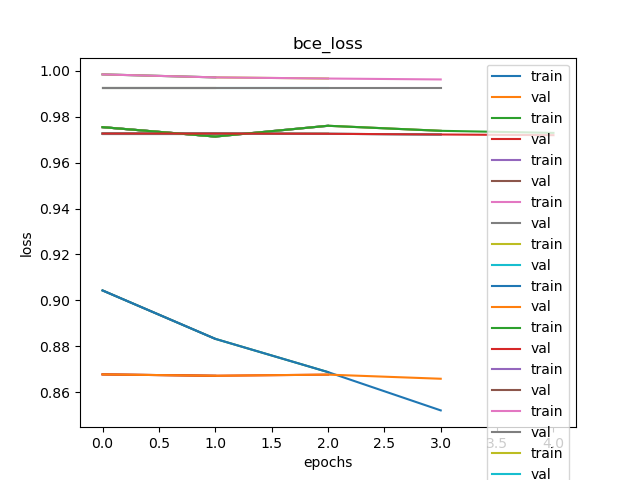 bce_loss
1.00
0.98
0.96
0.94
0.92
0.90
0.88
0.86
loss
0.0
0.5
1.0
1.5
2.0
2.5
3.0
3.5
4.0
epochs
train
val
train
val
train
val
train
val
train
val
train
val
train
val
train
val
train
val
train
val